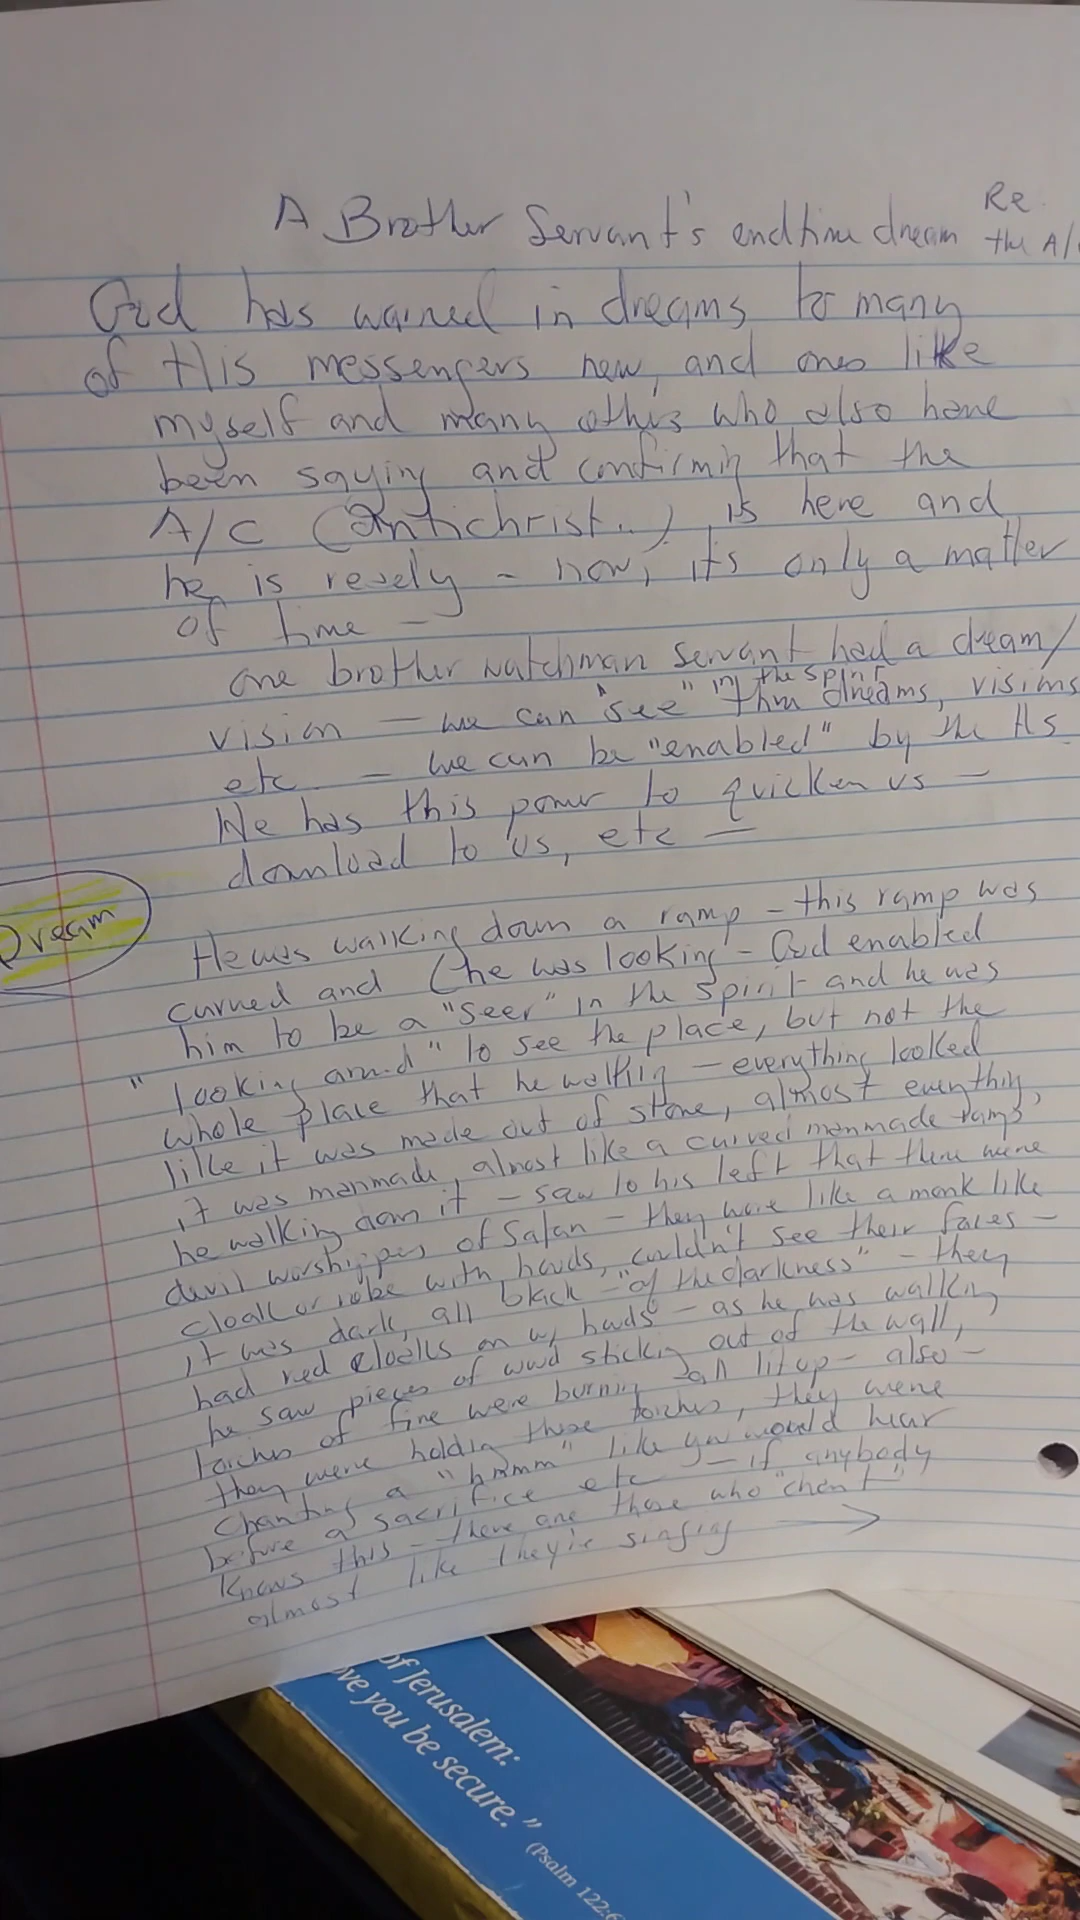 A Brother Servant's endtime dream Re the A/
God has warned in dreams to many
of His messengers now, and ones like
myself and many others who also have
been saying and confirming that the
A/C (Antichrist..) is here and
he is ready - now, it's only a matter
of time -
one brother watchman servant had a dream/
vision - we can "see" in the spirit thru dreams, visions
etc - we can be "enabled" by the HS
He has this power to quicken us -
download to us, etc -
Dream
He was walking down a ramp - this ramp was
curved and (he was looking - God enabled
him to be a "seer" in the spirit and he was
"looking around" to see the place, but not the
whole place that he walking - everything looked
like it was made out of stone, almost everything,
it was manmade, almost like a curved manmade ramp
he walking down it - saw to his left that there were
devil worshippers of Satan - they were like a monk like
cloak or robe with hoods, couldn't see their faces -
it was dark, all black - "of the darkness" - they
had red cloaks on w/ hoods - as he was walking
he saw pieces of wood sticking out of the wall,
torches of fire were burning all lit up - also -
they were holding these torches, they were
chanting a "hmmm" like you would hear
before a sacrifice etc - if anybody
knows this - there are those who "chant"
almost like they're singing →
of Jerusalem:
ove you be secure."
(Psalm 122:6